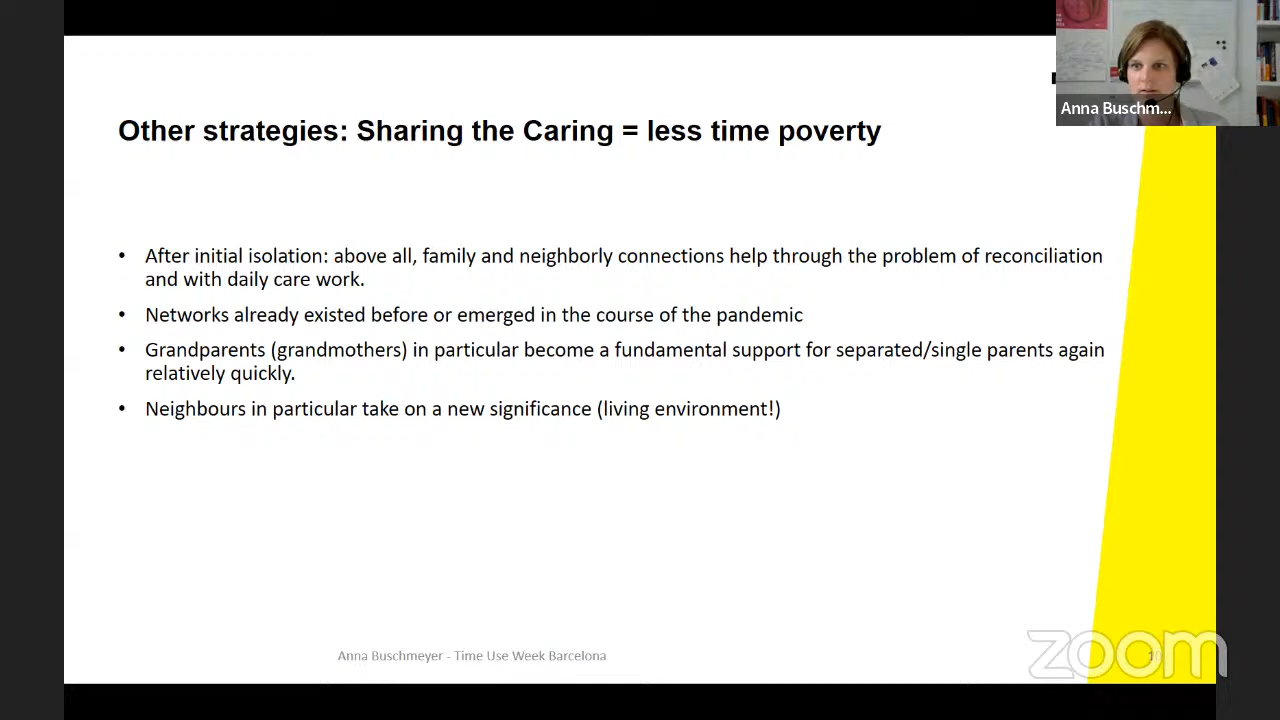 Anna Buschm...
Other strategies: Sharing the Caring = less time poverty
• After initial isolation: above all, family and neighborly connections help through the problem of reconciliation
and with daily care work.
• Networks already existed before or emerged in the course of the pandemic
• Grandparents (grandmothers) in particular become a fundamental support for separated/single parents again
relatively quickly.
• Neighbours in particular take on a new significance (living environment!)
Anna Buschmeyer - Time Use Week Barcelona
zoom